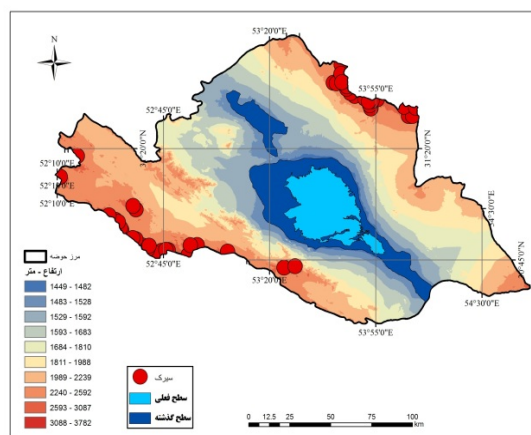 53°20'0"E
N
53°55'0"E
52°45'0"E
31°20'0"N
52°10'0"E
52°10'0"E
54°30'0"E
52°45'0"E
53°20'0"E
53°55'0"E
54°30'0"E
مرز حوضه
ارتفاع - متر
1449 - 1482
1483 - 1528
1529 - 1592
1593 - 1683
1684 - 1810
1811 - 1988
1989 - 2239
2240 - 2592
2593 - 3087
3088 - 3782
سیرک
سطح فعلی
سطح گذشته
0 12.5 25 50 75 100
km